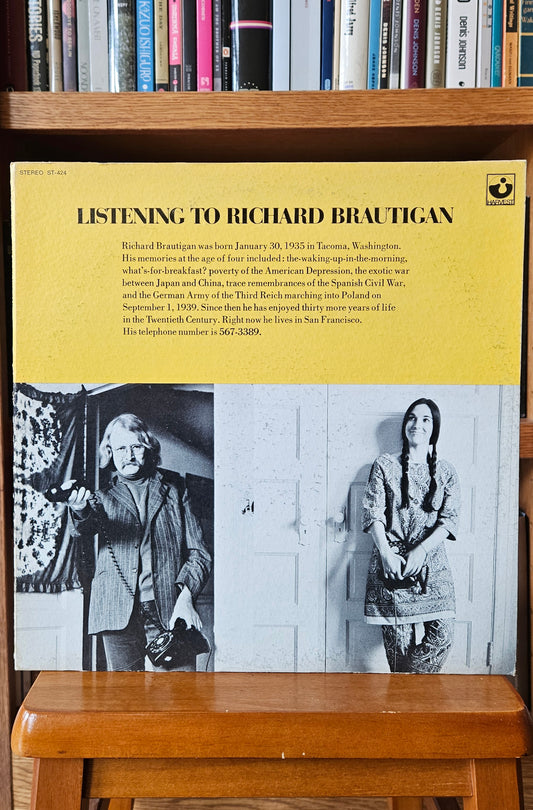 STORIES
KAZUO ISHIGURO
Denis Johnson
DENIS JOHNSON
STEREO ST-424
HARVEST
LISTENING TO RICHARD BRAUTIGAN
Richard Brautigan was born January 30, 1935 in Tacoma, Washington.
His memories at the age of four included: the-waking-up-in-the-morning,
what's-for-breakfast? poverty of the American Depression, the exotic war
between Japan and China, trace remembrances of the Spanish Civil War,
and the German Army of the Third Reich marching into Poland on
September 1, 1939. Since then he has enjoyed thirty more years of life
in the Twentieth Century. Right now he lives in San Francisco.
His telephone number is 567-3389.